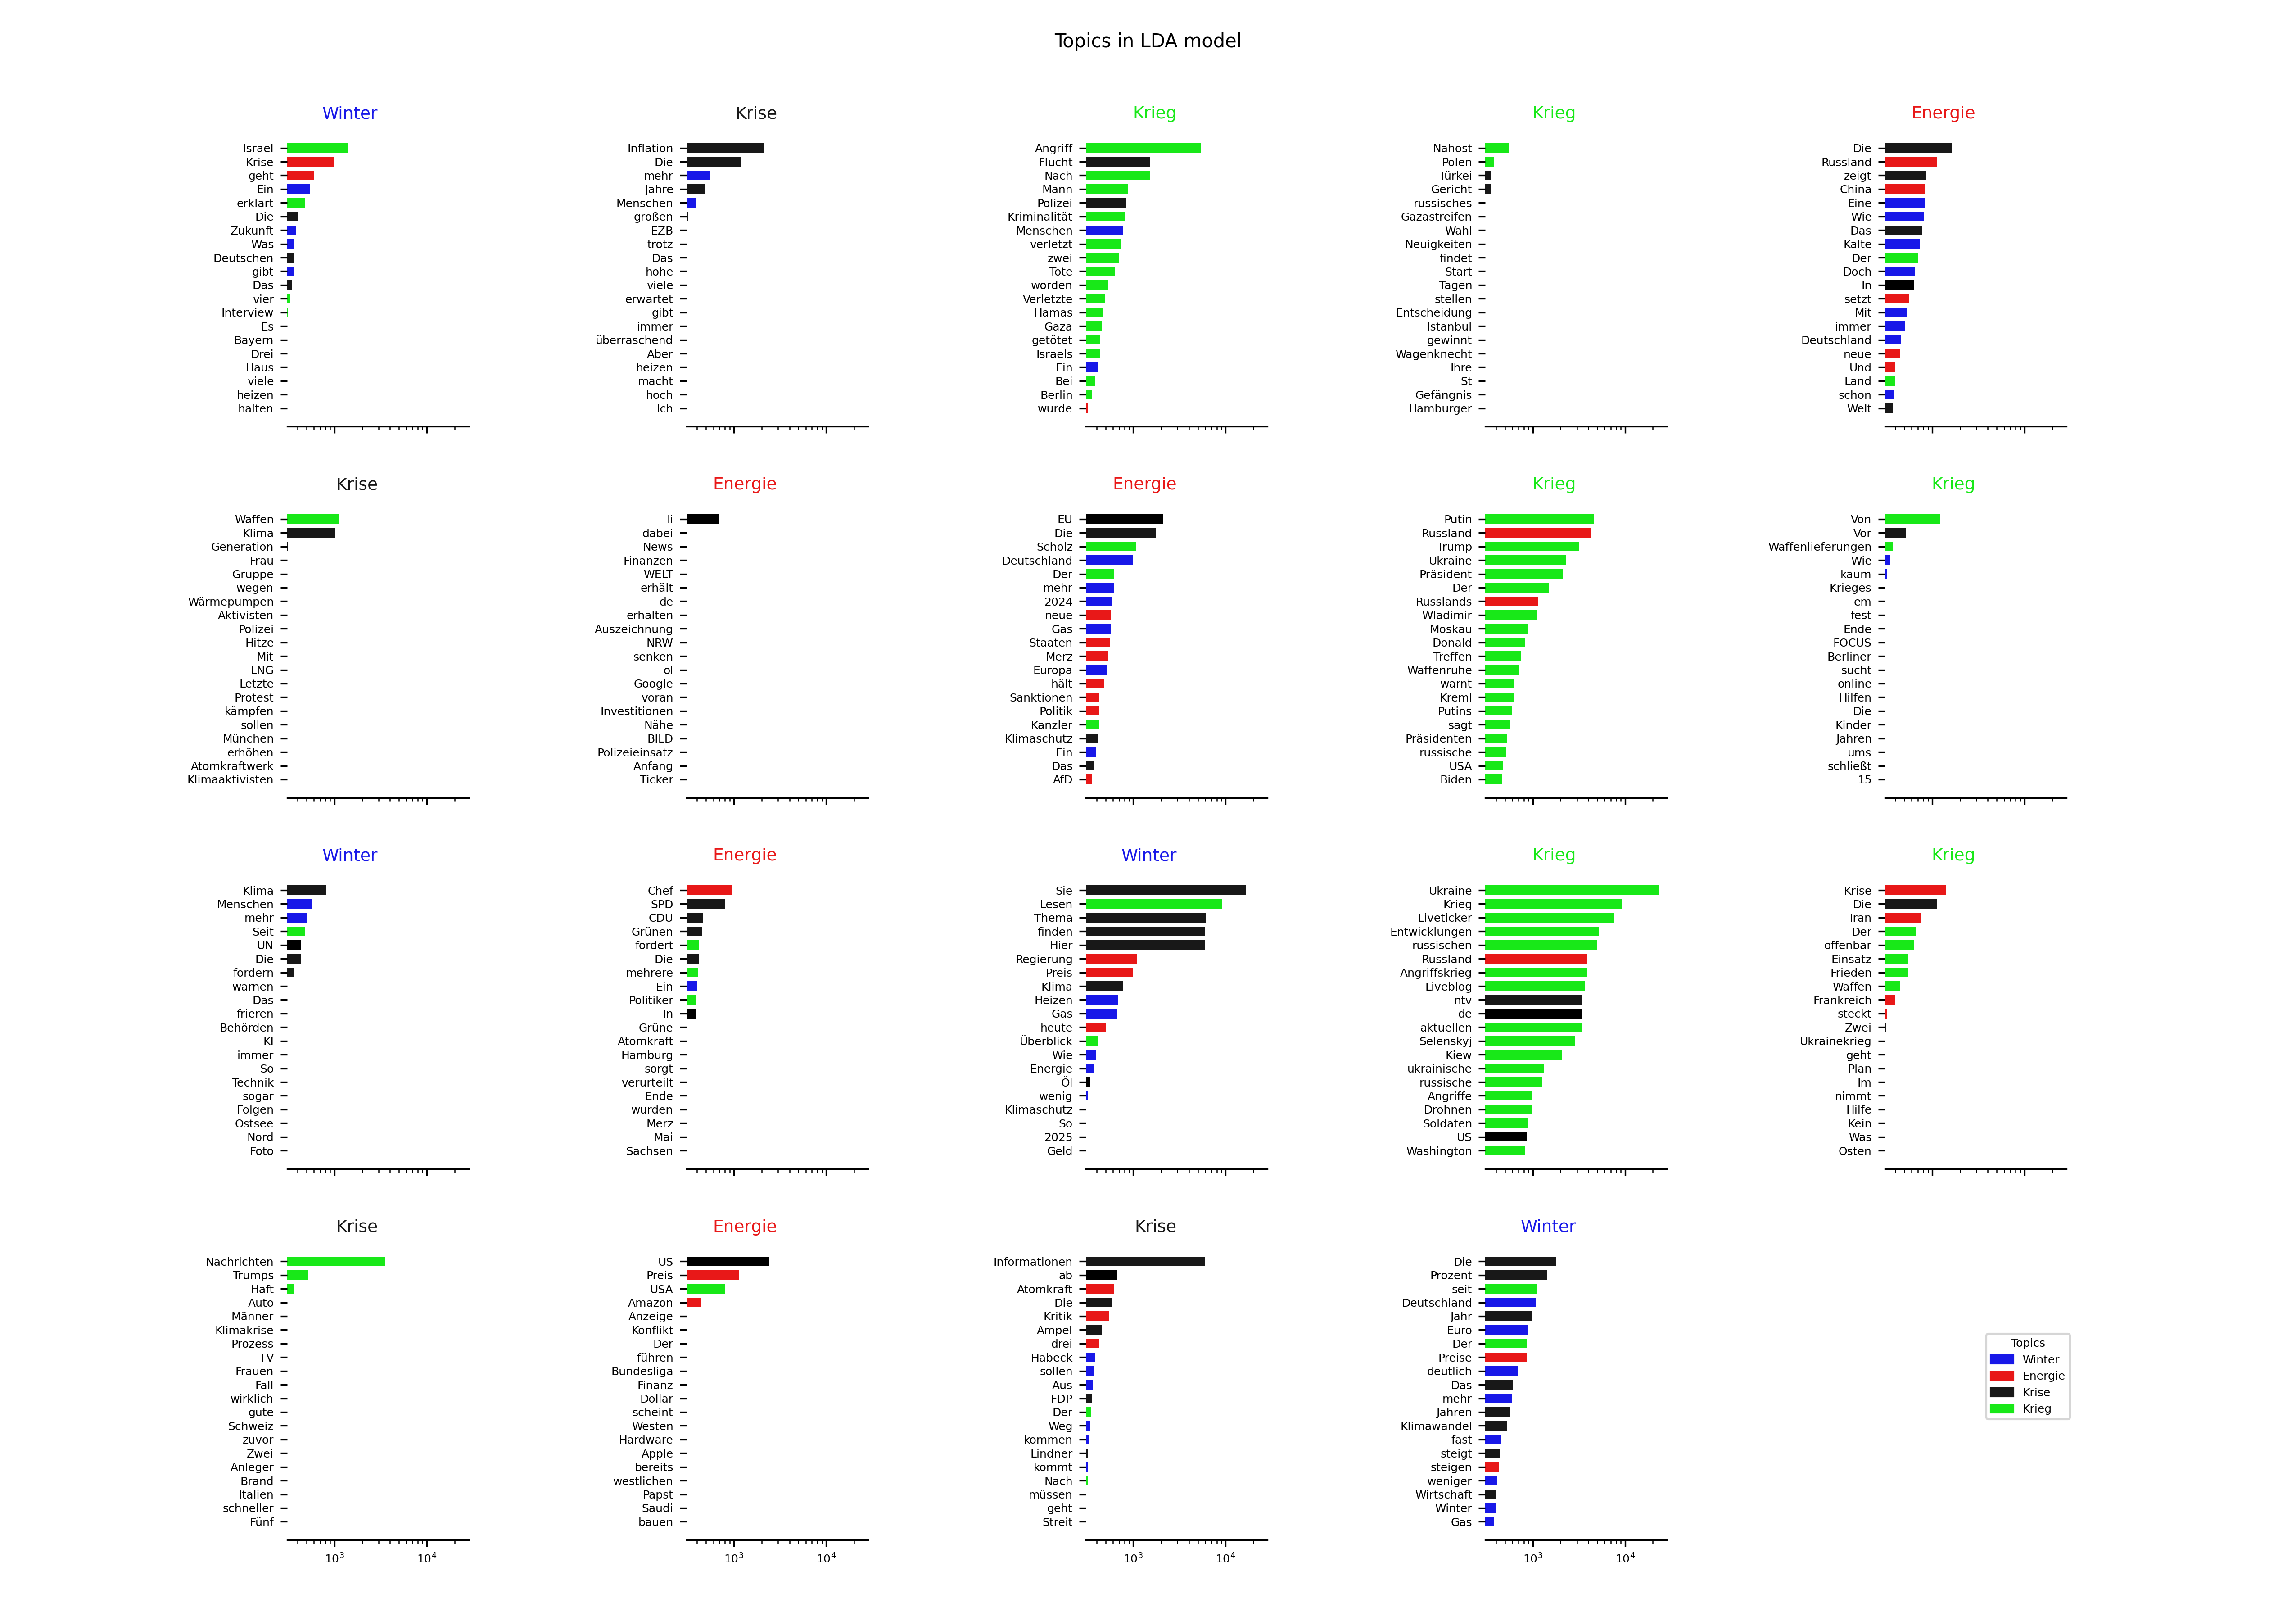 Topics in LDA model
Winter
Israel
Krise
geht
Ein
erklärt
Die
Zukunft
Was
Deutschen
gibt
Das
vier
Interview
Es
Bayern
Drei
Haus
viele
heizen
halten
Krise
Inflation
Die
mehr
Jahre
Menschen
großen
EZB
trotz
Das
hohe
viele
erwartet
gibt
immer
überraschend
Aber
heizen
macht
hoch
Ich
Krieg
Angriff
Flucht
Nach
Mann
Polizei
Kriminalität
Menschen
verletzt
zwei
Tote
worden
Verletzte
Hamas
Gaza
getötet
Israels
Ein
Bei
Berlin
wurde
Krieg
Nahost
Polen
Türkei
Gericht
russisches
Gazastreifen
Wahl
Neuigkeiten
findet
Start
Tagen
stellen
Entscheidung
Istanbul
gewinnt
Wagenknecht
Ihre
St
Gefängnis
Hamburger
Energie
Die
Russland
zeigt
China
Eine
Wie
Das
Kälte
Der
Doch
In
setzt
Mit
immer
Deutschland
neue
Und
Land
schon
Welt
Krise
Waffen
Klima
Generation
Frau
Gruppe
wegen
Wärmepumpen
Aktivisten
Polizei
Hitze
Mit
LNG
Letzte
Protest
kämpfen
sollen
München
erhöhen
Atomkraftwerk
Klimaaktivisten
Energie
li
dabei
News
Finanzen
WELT
erhält
de
erhalten
Auszeichnung
NRW
senken
ol
Google
voran
Investitionen
Nähe
BILD
Polizeieinsatz
Anfang
Ticker
Energie
EU
Die
Scholz
Deutschland
Der
mehr
2024
neue
Gas
Staaten
Merz
Europa
hält
Sanktionen
Politik
Kanzler
Klimaschutz
Ein
Das
AfD
Krieg
Putin
Russland
Trump
Ukraine
Präsident
Der
Russlands
Wladimir
Moskau
Donald
Treffen
Waffenruhe
warnt
Kreml
Putins
sagt
Präsidenten
russische
USA
Biden
Krieg
Von
Vor
Waffenlieferungen
Wie
kaum
Krieges
em
fest
Ende
FOCUS
Berliner
sucht
online
Hilfen
Die
Kinder
Jahren
ums
schließt
15
Winter
Klima
Menschen
mehr
Seit
UN
Die
fordern
warnen
Das
frieren
Behörden
KI
immer
So
Technik
sogar
Folgen
Ostsee
Nord
Foto
Energie
Chef
SPD
CDU
Grünen
fordert
Die
mehrere
Ein
Politiker
In
Grüne
Atomkraft
Hamburg
sorgt
verurteilt
Ende
wurden
Merz
Mai
Sachsen
Winter
Sie
Lesen
Thema
finden
Hier
Regierung
Preis
Klima
Heizen
Gas
heute
Überblick
Wie
Energie
Öl
wenig
Klimaschutz
So
2025
Geld
Krieg
Ukraine
Krieg
Liveticker
Entwicklungen
russischen
Russland
Angriffskrieg
Liveblog
ntv
de
aktuellen
Selenskyj
Kiew
ukrainische
russische
Angriffe
Drohnen
Soldaten
US
Washington
Krieg
Krise
Die
Iran
Der
offenbar
Einsatz
Frieden
Waffen
Frankreich
steckt
Zwei
Ukrainekrieg
geht
Plan
Im
nimmt
Hilfe
Kein
Was
Osten
Krise
Nachrichten
Trumps
Haft
Auto
Männer
Klimakrise
Prozess
TV
Frauen
Fall
wirklich
gute
Schweiz
zuvor
Zwei
Anleger
Brand
Italien
schneller
Fünf
10³ 10⁴
Energie
US
Preis
USA
Amazon
Anzeige
Konflikt
Der
führen
Bundesliga
Finanz
Dollar
scheint
Westen
Hardware
Apple
bereits
westlichen
Papst
Saudi
bauen
10³ 10⁴
Krise
Informationen
ab
Atomkraft
Die
Kritik
Ampel
drei
Habeck
sollen
Aus
FDP
Der
Weg
kommen
Lindner
kommt
Nach
müssen
geht
Streit
10³ 10⁴
Winter
Die
Prozent
seit
Deutschland
Jahr
Euro
Der
Preise
deutlich
Das
mehr
Jahren
Klimawandel
fast
steigt
steigen
weniger
Wirtschaft
Winter
Gas
10³ 10⁴
Topics
Winter
Energie
Krise
Krieg